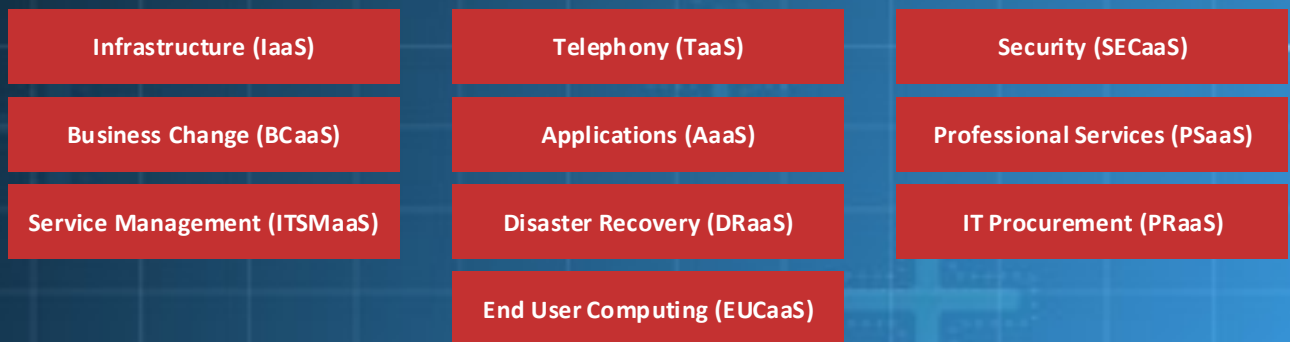 Infrastructure (IaaS)
Telephony (TaaS)
Security (SECaaS)
Business Change (BCaaS)
Applications (AaaS)
Professional Services (PSaaS)
Service Management (ITSMaaS)
Disaster Recovery (DRaaS)
IT Procurement (PRaaS)
End User Computing (EUCaaS)